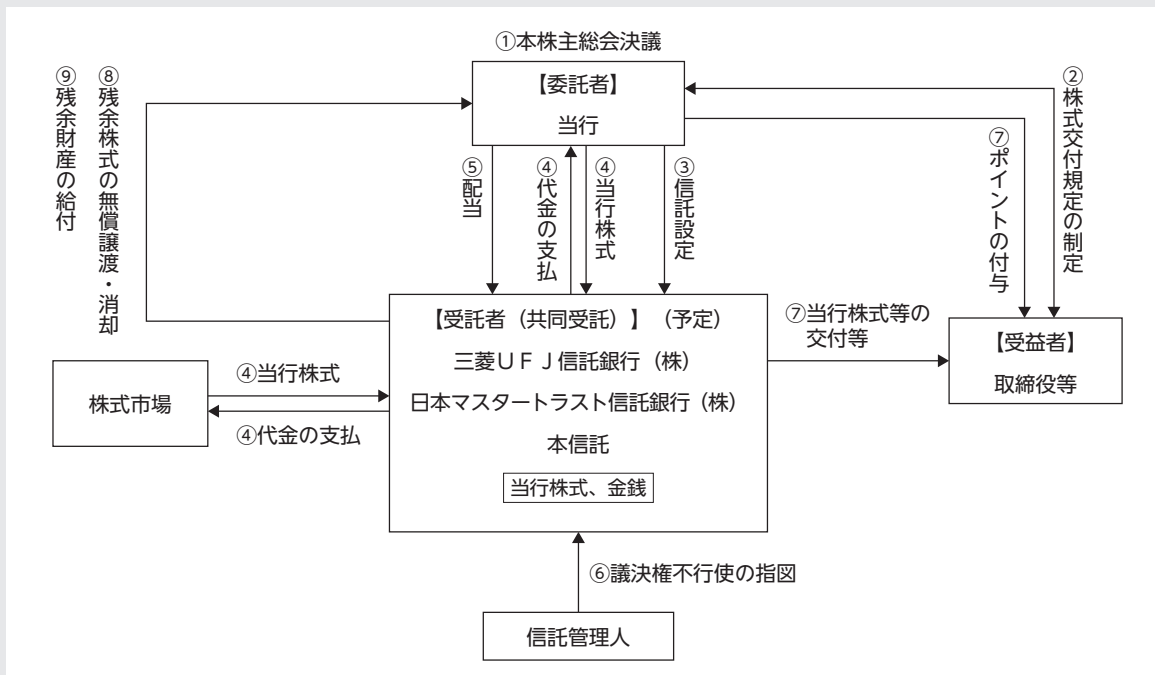 ①本株主総会決議
【委託者】
当行
⑨残余財産の給付
⑧残余株式の無償譲渡・消却
⑤配当
④代金の支払
④当行株式
③信託設定
⑦ポイントの付与
②株式交付規定の制定
【受託者（共同受託）】（予定）
三菱ＵＦＪ信託銀行（株）
日本マスタートラスト信託銀行（株）
本信託
当行株式、金銭
⑦当行株式等の
交付等
【受益者】
取締役等
株式市場
④当行株式
④代金の支払
⑥議決権不行使の指図
信託管理人